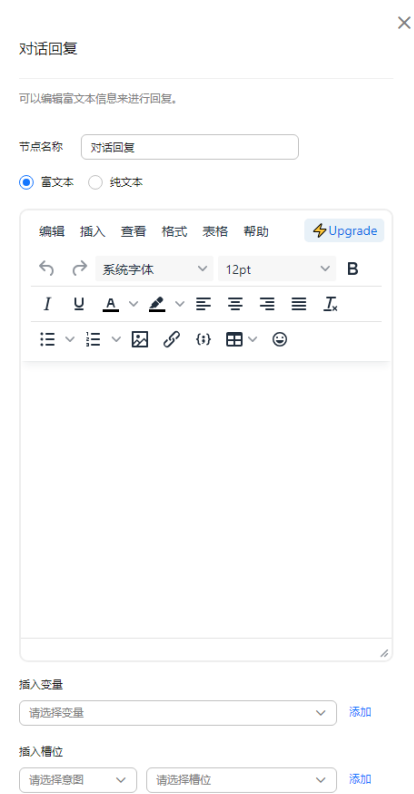 对话回复
可以编辑富文本信息来进行回复。
节点名称 对话回复
富文本 纯文本
编辑 插入 查看 格式 表格 帮助 ⚡Upgrade
系统字体 12pt B
I U A
插入变量
请选择变量 添加
插入槽位
请选择意图 请选择槽位 添加